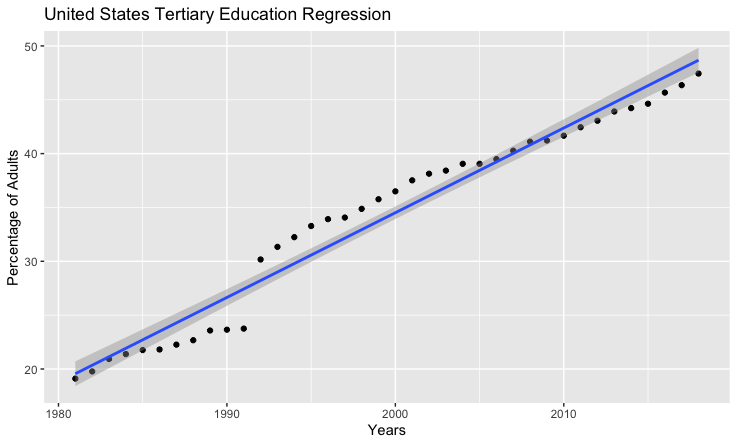 United States Tertiary Education Regression
Percentage of Adults
50
40
30
20
1980
1990
2000
2010
Years